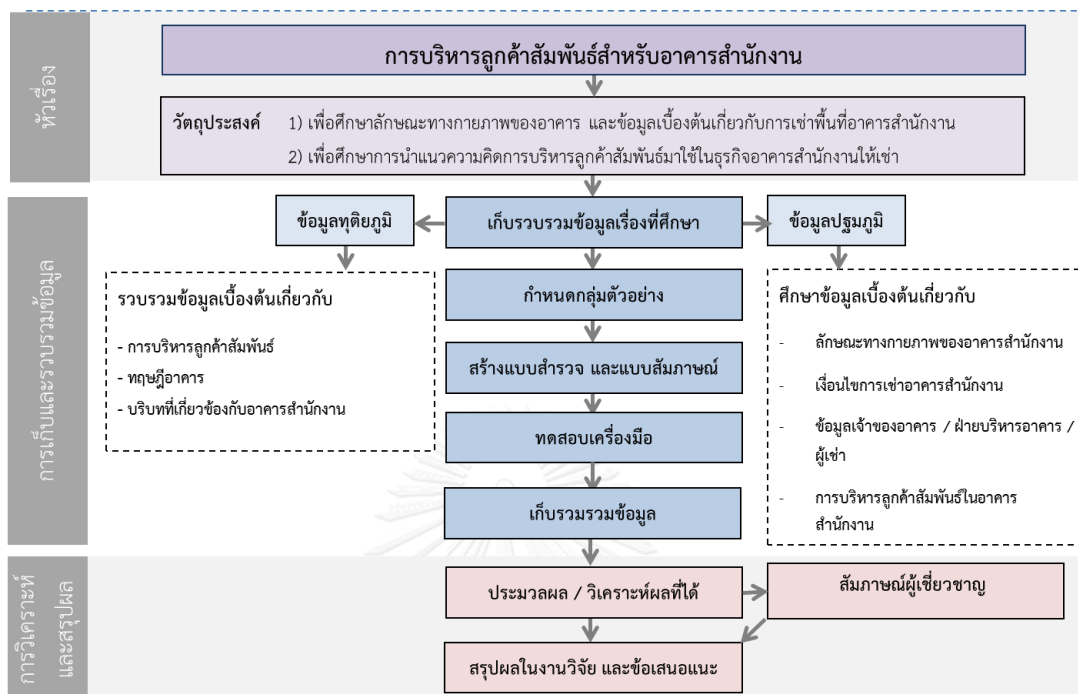 หัวเรื่อง
การบริหารลูกค้าสัมพันธ์สำหรับอาคารสำนักงาน
วัตถุประสงค์ 1) เพื่อศึกษาลักษณะทางกายภาพของอาคาร และข้อมูลเบื้องต้นเกี่ยวกับการเช่าพื้นที่อาคารสำนักงาน
2) เพื่อศึกษาการนำแนวความคิดการบริหารลูกค้าสัมพันธ์มาใช้ในธุรกิจอาคารสำนักงานให้เช่า
การเก็บและรวบรวมข้อมูล
ข้อมูลทุติยภูมิ
เก็บรวบรวมข้อมูลเรื่องที่ศึกษา
ข้อมูลปฐมภูมิ
รวบรวมข้อมูลเบื้องต้นเกี่ยวกับ
- การบริหารลูกค้าสัมพันธ์
- ทฤษฎีอาคาร
- บริบทที่เกี่ยวข้องกับอาคารสำนักงาน
กำหนดกลุ่มตัวอย่าง
สร้างแบบสำรวจ และแบบสัมภาษณ์
ทดสอบเครื่องมือ
เก็บรวมรวมข้อมูล
ศึกษาข้อมูลเบื้องต้นเกี่ยวกับ
- ลักษณะทางกายภาพของอาคารสำนักงาน
- เงื่อนไขการเช่าอาคารสำนักงาน
- ข้อมูลเจ้าของอาคาร / ฝ่ายบริหารอาคาร /
ผู้เช่า
- การบริหารลูกค้าสัมพันธ์ในอาคาร
สำนักงาน
การวิเคราะห์
และสรุปผล
ประมวลผล / วิเคราะห์ผลที่ได้
สัมภาษณ์ผู้เชี่ยวชาญ
สรุปผลในงานวิจัย และข้อเสนอแนะ